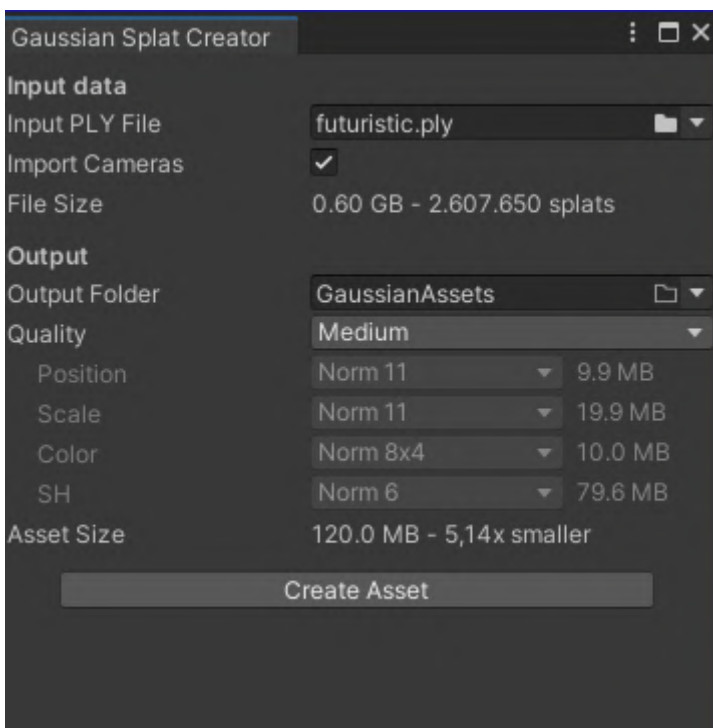 Gaussian Splat Creator
Input data
Input PLY File futuristic.ply
Import Cameras
File Size 0.60 GB - 2.607.650 splats
Output
Output Folder GaussianAssets
Quality Medium
Position Norm 11 9.9 MB
Scale Norm 11 19.9 MB
Color Norm 8x4 10.0 MB
SH Norm 6 79.6 MB
Asset Size 120.0 MB - 5,14x smaller
Create Asset